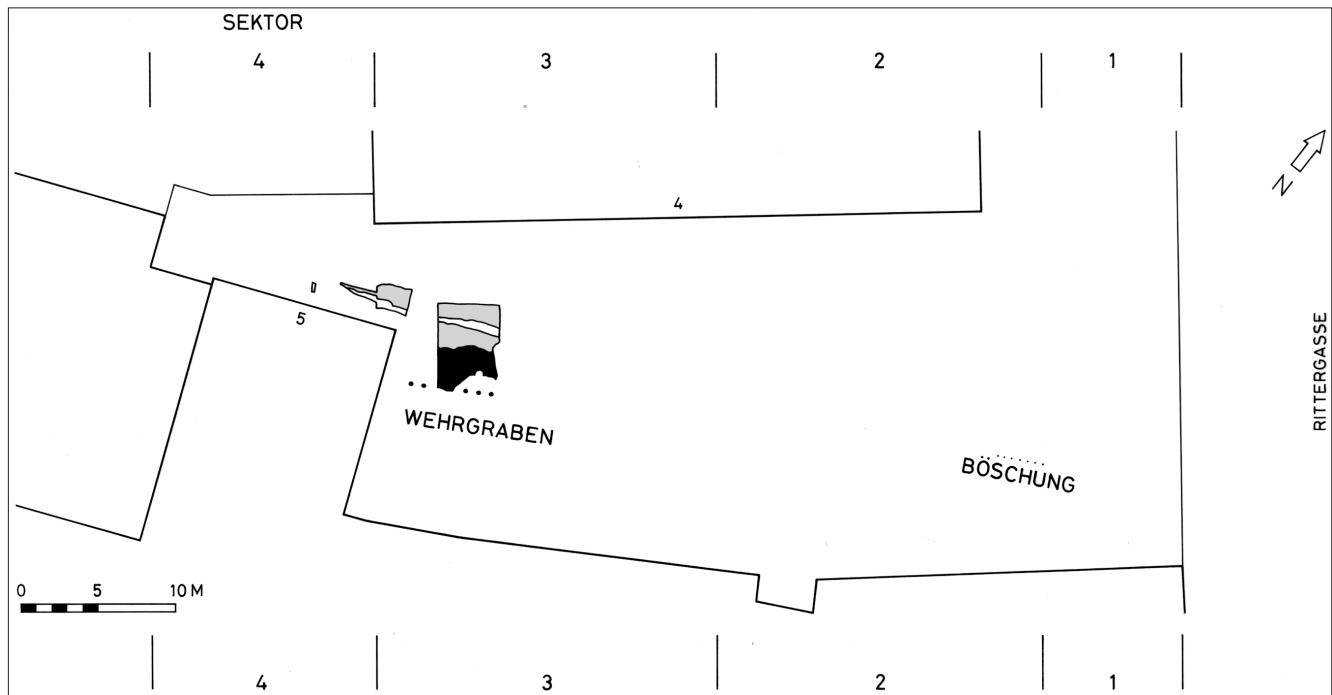 SEKTOR
4 3 2 1
N
4
5
RITTERGASSE
WEHRGRABEN
BÖSCHUNG
0 5 10 M
4 3 2 1